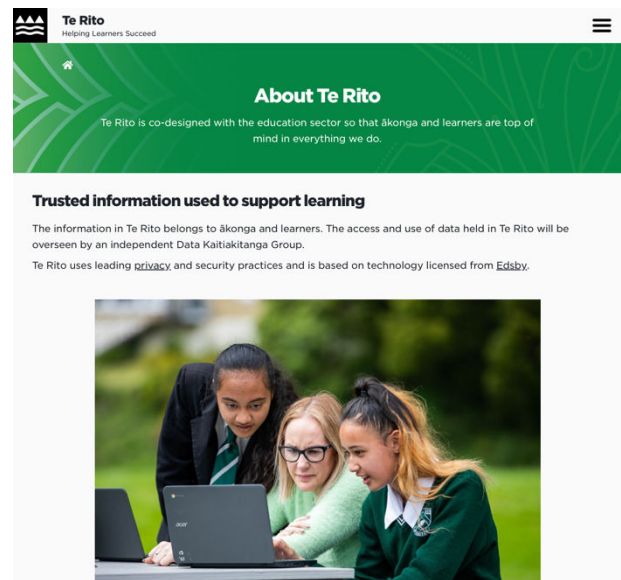 Te Rito
Helping Learners Succeed
About Te Rito
Te Rito is co-designed with the education sector so that ākonga and learners are top of
mind in everything we do.
Trusted information used to support learning
The information in Te Rito belongs to ākonga and learners. The access and use of data held in Te Rito will be
overseen by an independent Data Kaitiakitanga Group.
Te Rito uses leading privacy and security practices and is based on technology licensed from Edsby.
acer